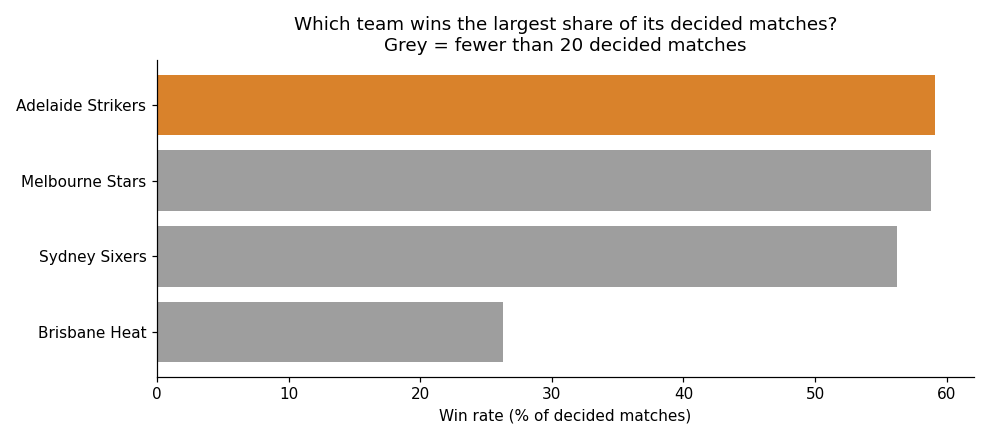 Which team wins the largest share of its decided matches?
Grey = fewer than 20 decided matches
Adelaide Strikers
Melbourne Stars
Sydney Sixers
Brisbane Heat
0 10 20 30 40 50 60
Win rate (% of decided matches)